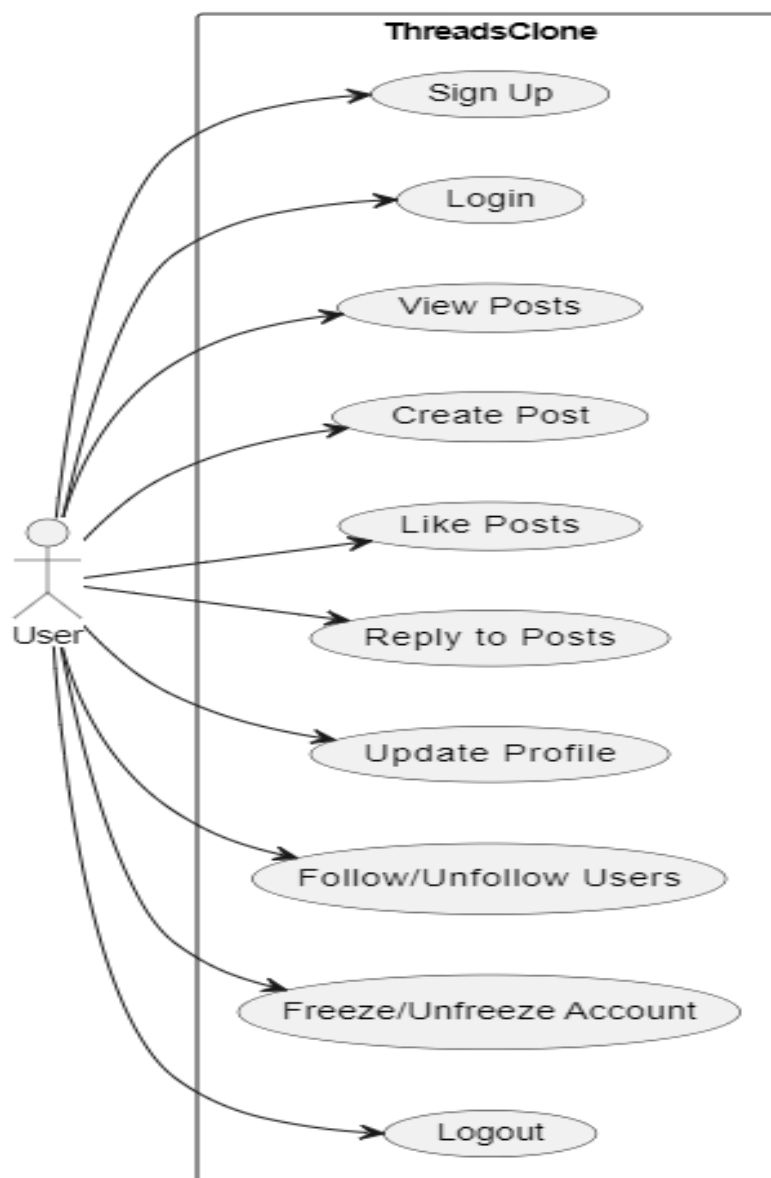 ThreadsClone
Sign Up
Login
View Posts
Create Post
Like Posts
Reply to Posts
User
Update Profile
Follow/Unfollow Users
Freeze/Unfreeze Account
Logout